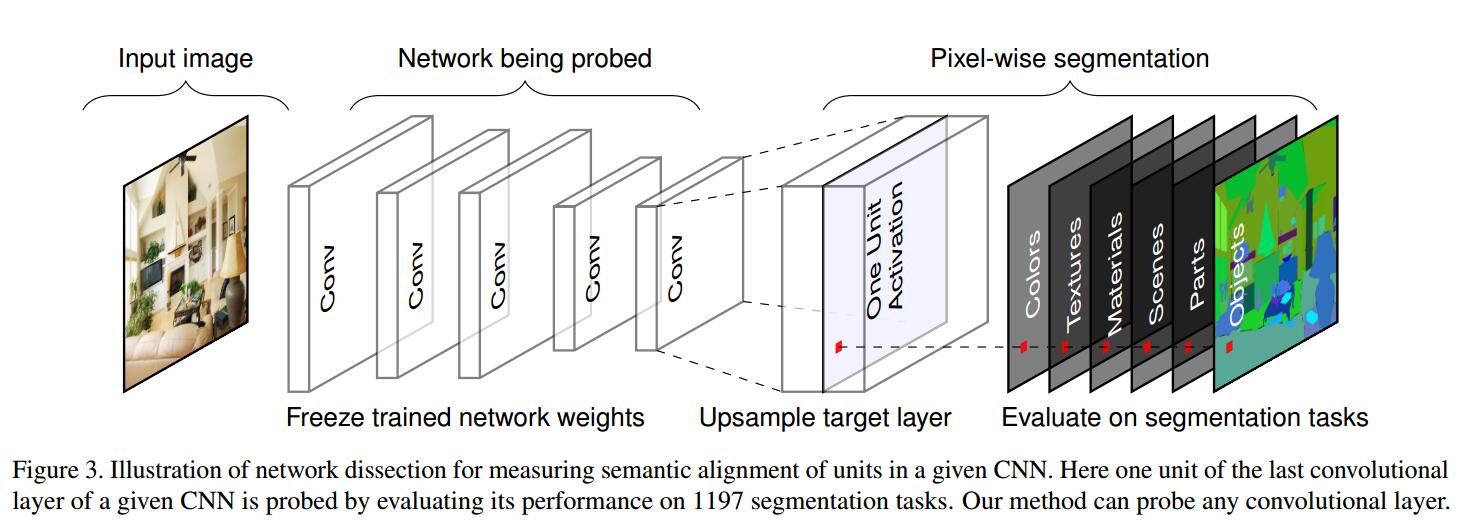 Input image
Network being probed
Pixel-wise segmentation
Conv
Conv
Conv
Conv
Conv
One Unit
Activation
Colors
Textures
Materials
Scenes
Parts
Objects
Freeze trained network weights
Upsample target layer
Evaluate on segmentation tasks
Figure 3. Illustration of network dissection for measuring semantic alignment of units in a given CNN. Here one unit of the last convolutional
layer of a given CNN is probed by evaluating its performance on 1197 segmentation tasks. Our method can probe any convolutional layer.